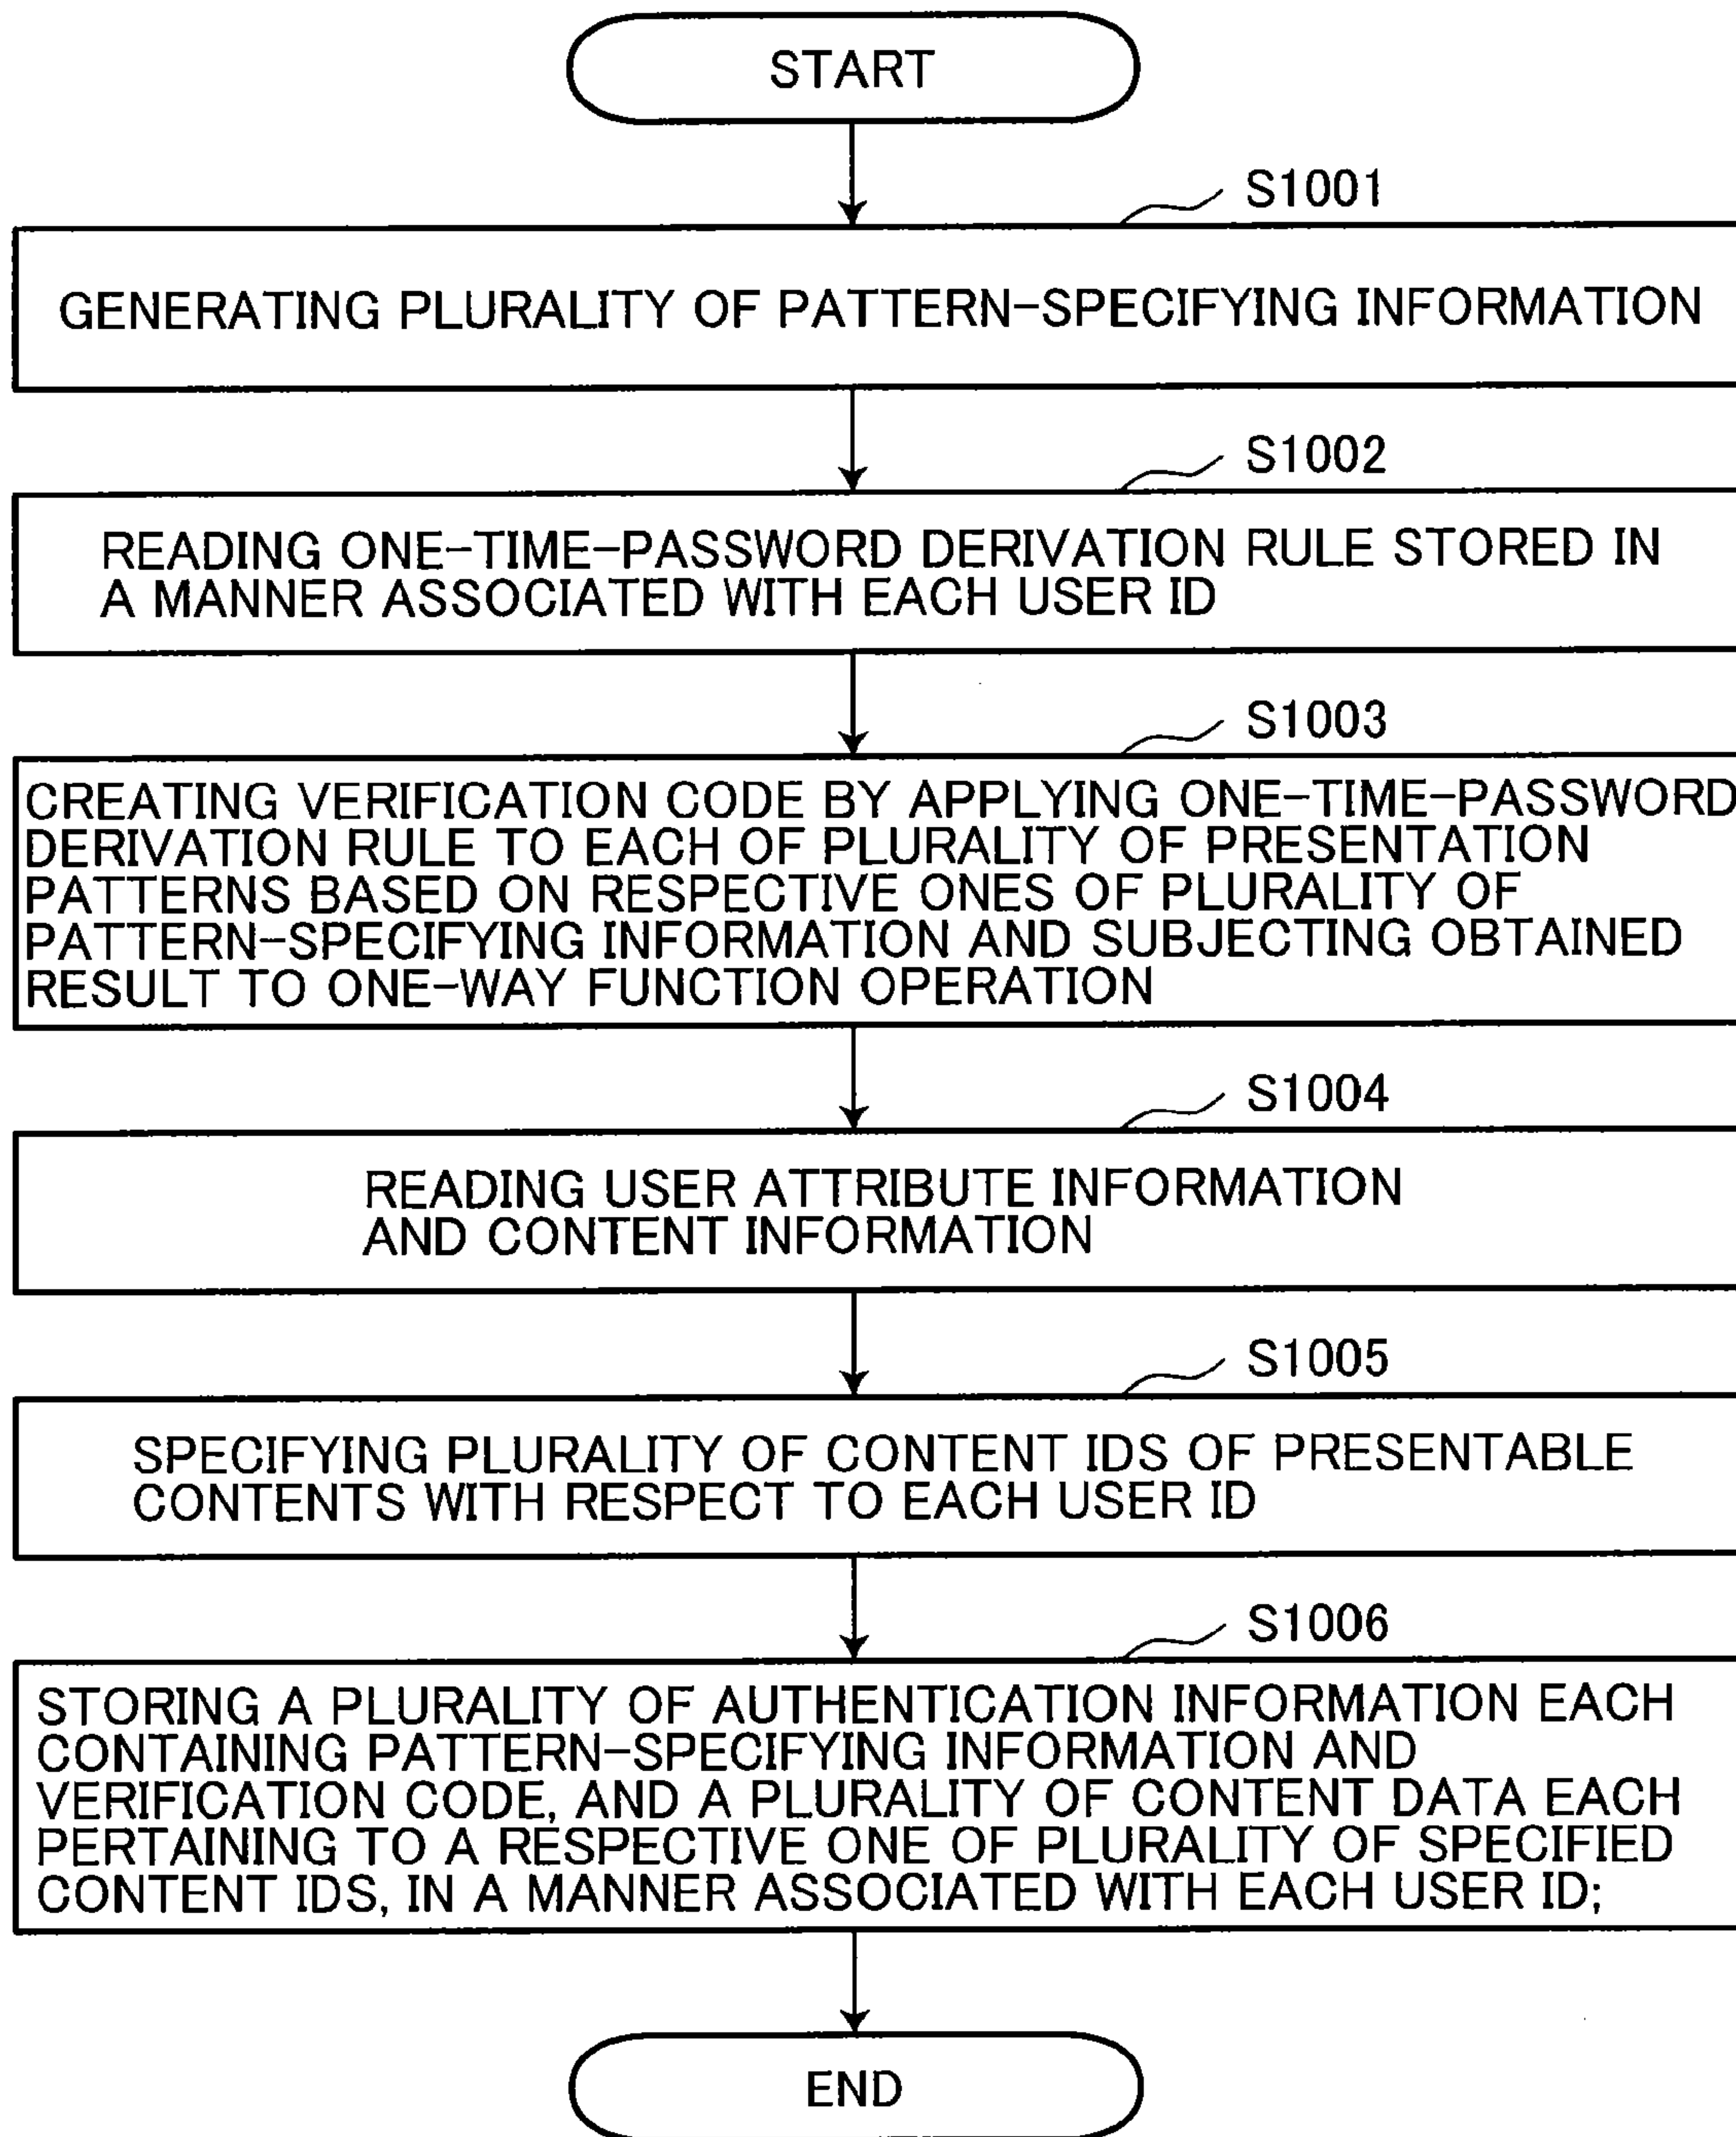 START
S1001
GENERATING PLURALITY OF PATTERN-SPECIFYING INFORMATION
S1002
READING ONE-TIME-PASSWORD DERIVATION RULE STORED IN
A MANNER ASSOCIATED WITH EACH USER ID
S1003
CREATING VERIFICATION CODE BY APPLYING ONE-TIME-PASSWORD
DERIVATION RULE TO EACH OF PLURALITY OF PRESENTATION
PATTERNS BASED ON RESPECTIVE ONES OF PLURALITY OF
PATTERN-SPECIFYING INFORMATION AND SUBJECTING OBTAINED
RESULT TO ONE-WAY FUNCTION OPERATION
S1004
READING USER ATTRIBUTE INFORMATION
AND CONTENT INFORMATION
S1005
SPECIFYING PLURALITY OF CONTENT IDS OF PRESENTABLE
CONTENTS WITH RESPECT TO EACH USER ID
S1006
STORING A PLURALITY OF AUTHENTICATION INFORMATION EACH
CONTAINING PATTERN-SPECIFYING INFORMATION AND
VERIFICATION CODE, AND A PLURALITY OF CONTENT DATA EACH
PERTAINING TO A RESPECTIVE ONE OF PLURALITY OF SPECIFIED
CONTENT IDS, IN A MANNER ASSOCIATED WITH EACH USER ID;
END